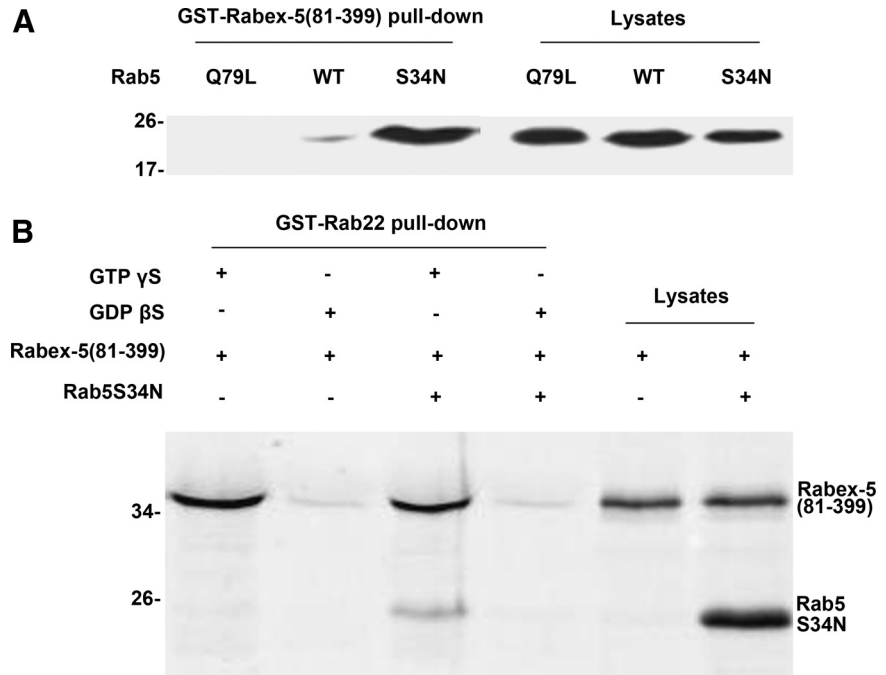 A
GST-Rabex-5(81-399) pull-down Lysates
Rab5 Q79L WT S34N Q79L WT S34N
26-
17-
B
GST-Rab22 pull-down
GTP γS + - + -
GDP βS - + - +
Lysates
Rabex-5(81-399) + + + + + +
Rab5S34N - - + + - +
Rabex-5
(81-399)
34-
26-
Rab5
S34N